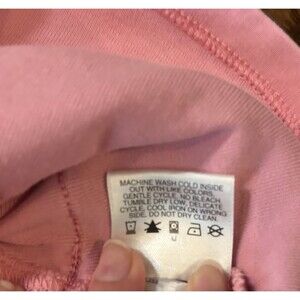 MACHINE WASH COLD INSIDE
OUT WITH LIKE COLORS,
GENTLE CYCLE, NO BLEACH,
TUMBLE DRY LOW, DELICATE
CYCLE, COOL IRON ON WRONG
SIDE. DO NOT DRY CLEAN.